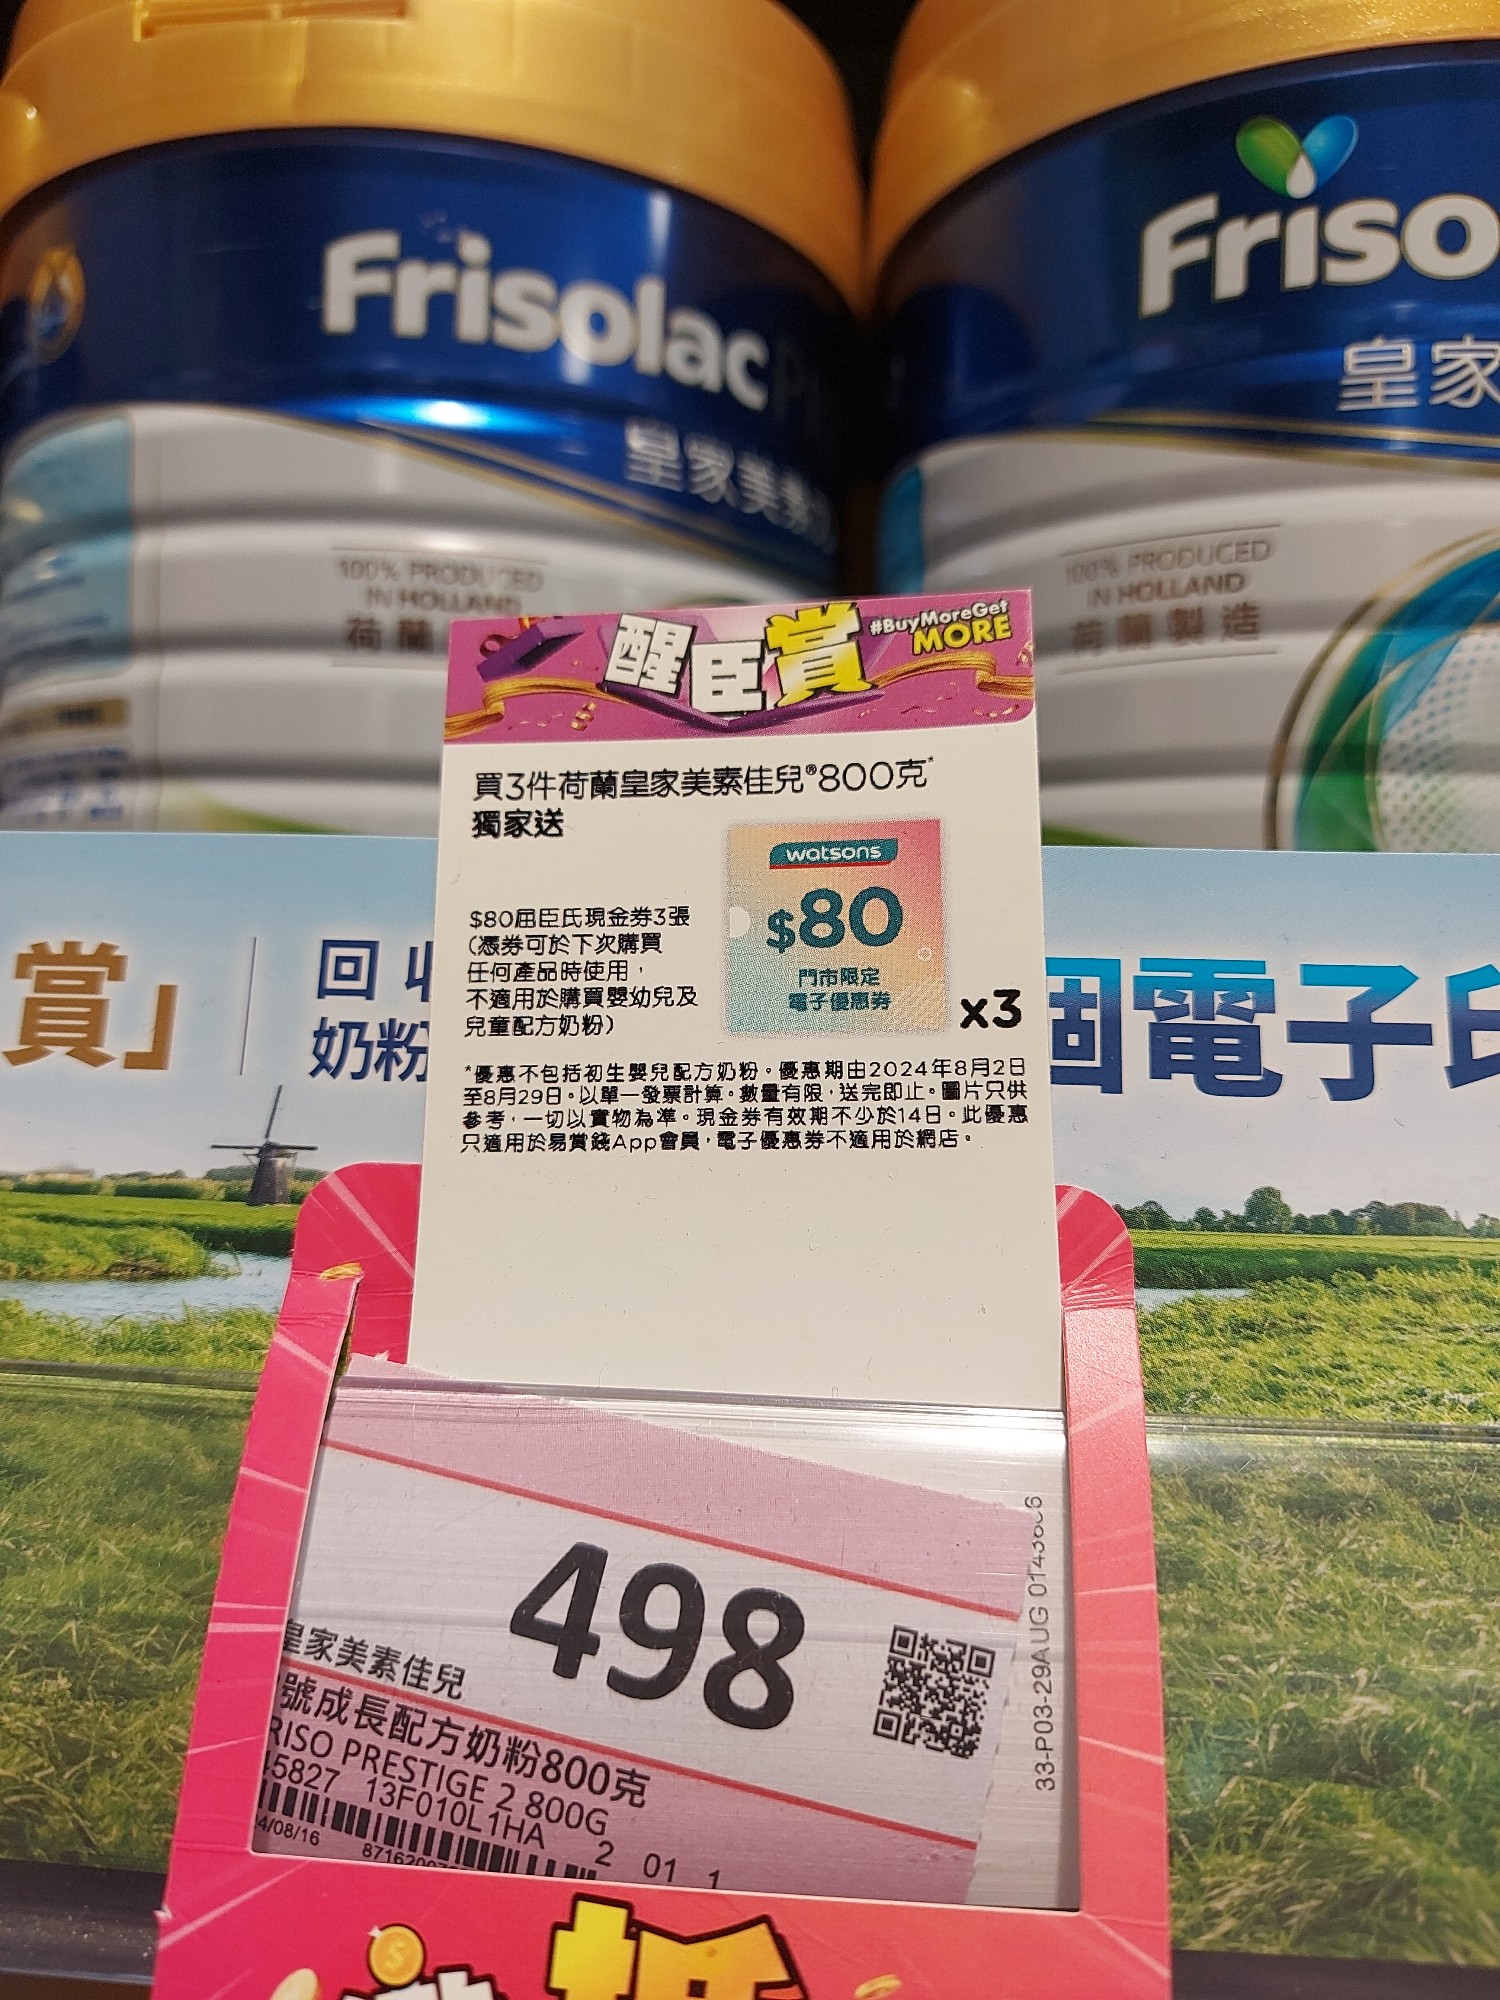 Frisolac
皇家美素
100% PRODUCED
IN HOLLAND
荷蘭
Friso
皇家
100% PRODUCED
IN HOLLAND
荷蘭製造
醒臣賞
#BuyMoreGet
MORE
買3件荷蘭皇家美素佳兒®800克*
獨家送
$80屈臣氏現金券3張
(憑券可於下次購買
任何產品時使用，
不適用於購買嬰幼兒及
兒童配方奶粉)
watsons
$80
門市限定
電子優惠券
x3
*優惠不包括初生嬰兒配方奶粉。優惠期由2024年8月2日
至8月29日。以單一發票計算。數量有限，送完即止。圖片只供
參考，一切以實物為準。現金券有效期不少於14日。此優惠
只適用於易賞錢App會員，電子優惠券不適用於網店。
賞」
回收
奶粉
個電子印
498
皇家美素佳兒
號成長配方奶粉800克
RISO PRESTIGE 2 800G
15827 13F010L1HA 2 01 1
4/08/16
33-P03-29AUG